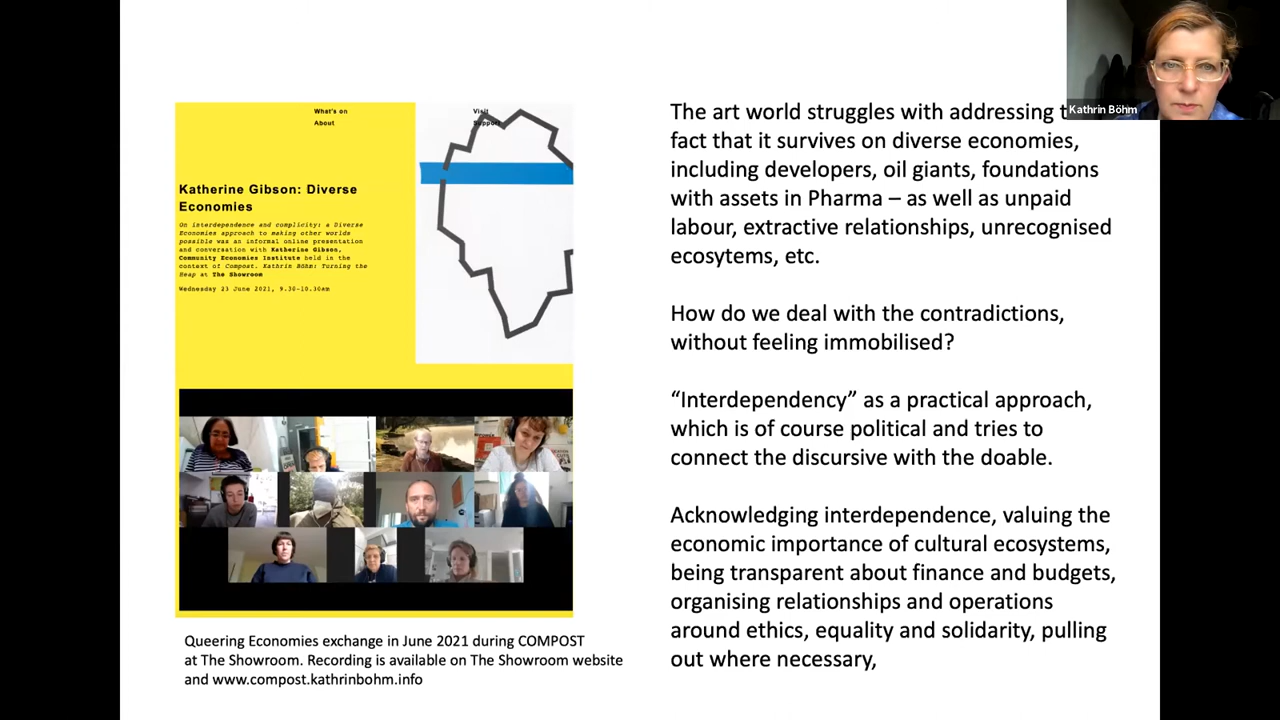 Kathrin Böhm
What's on
About
Visit
Support
Katherine Gibson: Diverse
Economies
On interdependence and complicity: a Diverse
Economies approach to making other worlds
possible was an informal online presentation
and conversation with Katherine Gibson,
Community Economies Institute held in the
context of Compost. Kathrin Böhm: Turning the
Heap at The Showroom
Wednesday 23 June 2021, 9.30-10.30am
Queering Economies exchange in June 2021 during COMPOST
at The Showroom. Recording is available on The Showroom website
and www.compost.kathrinbohm.info
The art world struggles with addressing t
fact that it survives on diverse economies,
including developers, oil giants, foundations
with assets in Pharma – as well as unpaid
labour, extractive relationships, unrecognised
ecosytems, etc.
How do we deal with the contradictions,
without feeling immobilised?
“Interdependency” as a practical approach,
which is of course political and tries to
connect the discursive with the doable.
Acknowledging interdependence, valuing the
economic importance of cultural ecosystems,
being transparent about finance and budgets,
organising relationships and operations
around ethics, equality and solidarity, pulling
out where necessary,